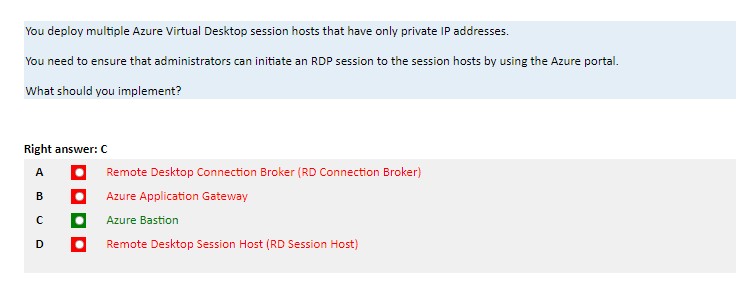 You deploy multiple Azure Virtual Desktop session hosts that have only private IP addresses.
You need to ensure that administrators can initiate an RDP session to the session hosts by using the Azure portal.
What should you implement?
Right answer: C
A Remote Desktop Connection Broker (RD Connection Broker)
B Azure Application Gateway
C Azure Bastion
D Remote Desktop Session Host (RD Session Host)